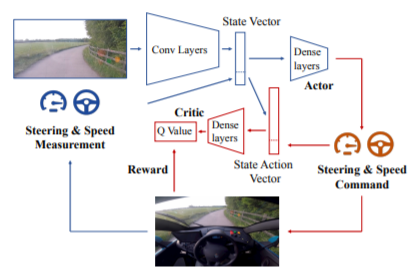 State Vector
Conv Layers
Dense
layers
Actor
Steering & Speed
Measurement
Critic
Q Value
Dense
layers
State Action
Vector
Reward
Steering & Speed
Command